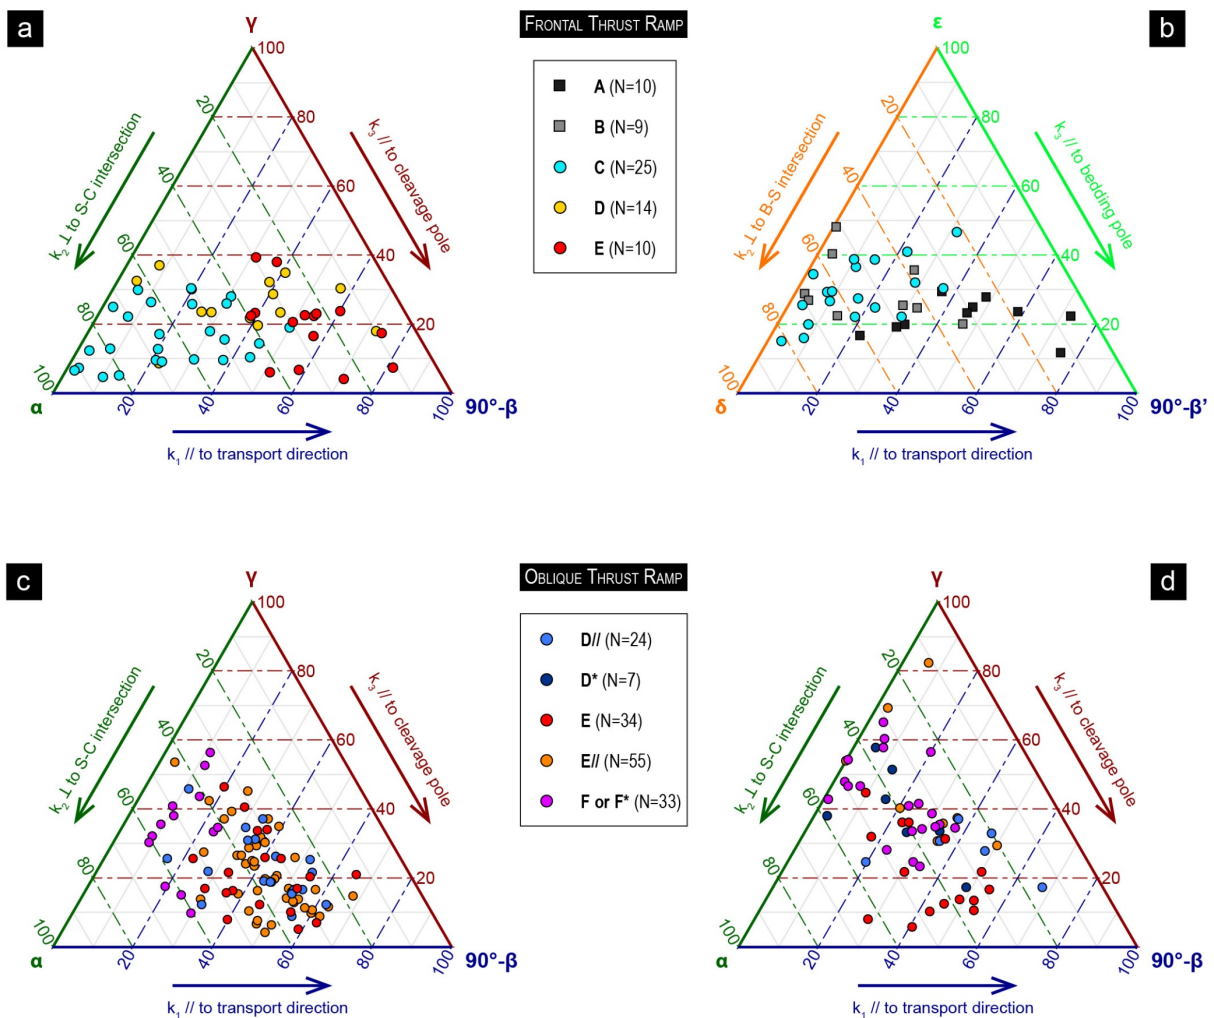 a
γ
100
FRONTAL THRUST RAMP
ε
100
b
A (N=10)
B (N=9)
C (N=25)
D (N=14)
E (N=10)
k2 ⊥ to S-C intersection
k3 // to cleavage pole
20
40
60
80
100
80
60
40
20
α
20
40
60
80
100
90°-β
k1 // to transport direction
k2 ⊥ to B-S intersection
k3 // to bedding pole
20
40
60
80
100
80
60
40
20
δ
20
40
60
80
100
90°-β'
k1 // to transport direction
c
γ
100
OBLIQUE THRUST RAMP
γ
100
d
D// (N=24)
D* (N=7)
E (N=34)
E// (N=55)
F or F* (N=33)
k2 ⊥ to S-C intersection
k3 // to cleavage pole
20
40
60
80
100
80
60
40
20
α
20
40
60
80
100
90°-β
k1 // to transport direction
k2 ⊥ to S-C intersection
k3 // to cleavage pole
20
40
60
80
100
80
60
40
20
α
20
40
60
80
100
90°-β
k1 // to transport direction